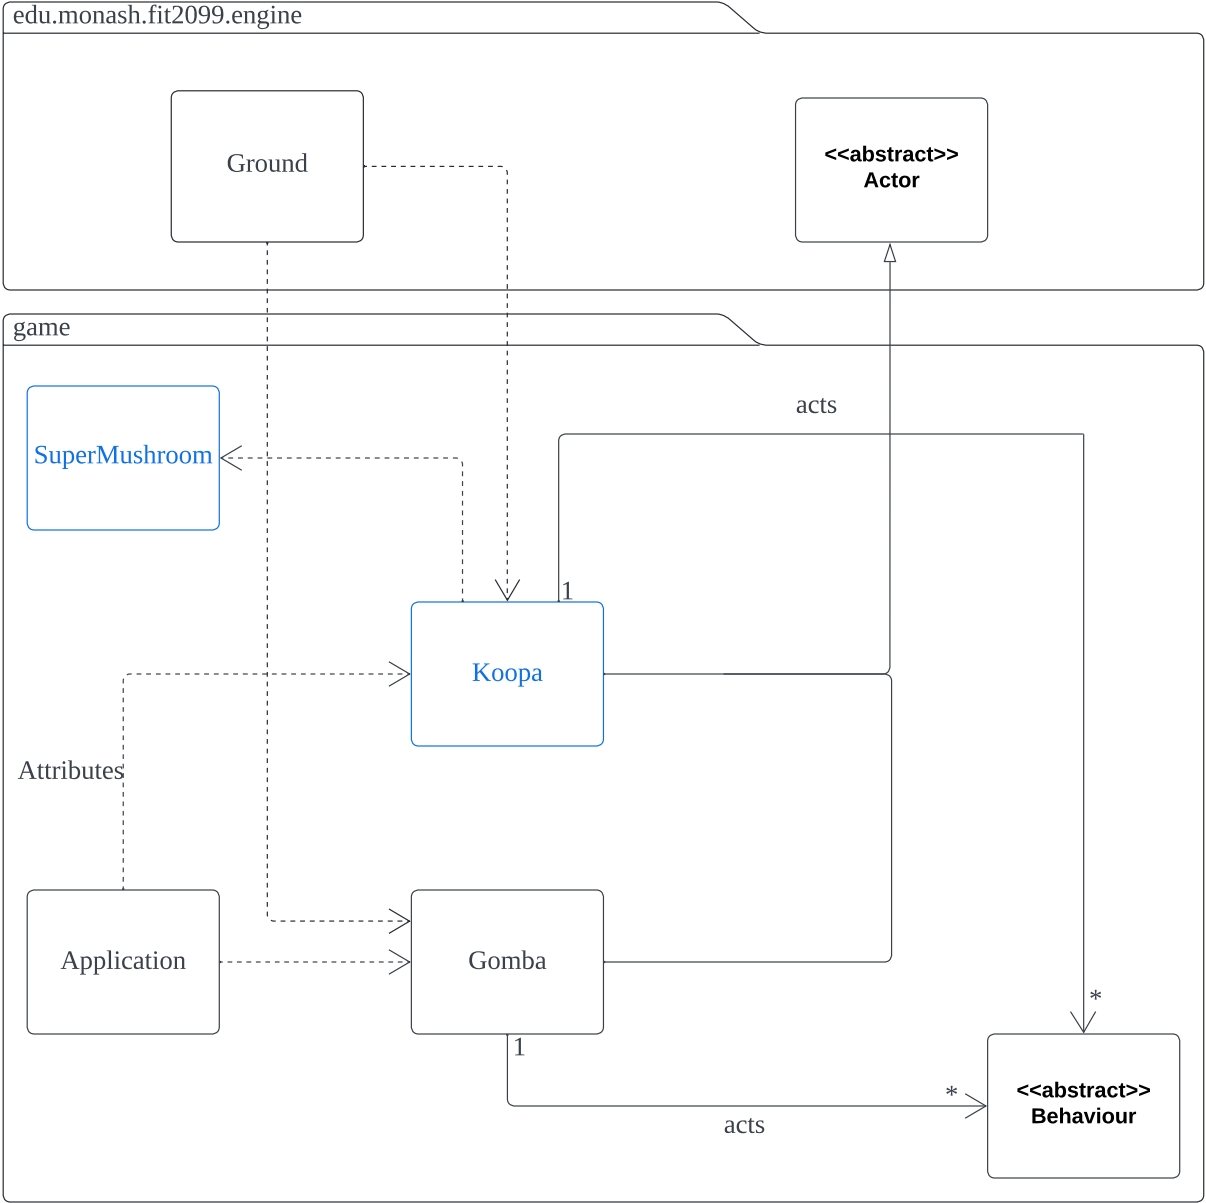 edu.monash.fit2099.engine
Ground
<<abstract>>
Actor
game
acts
SuperMushroom
1
Koopa
Attributes
Application
Gomba
*
1
*
<<abstract>>
Behaviour
acts